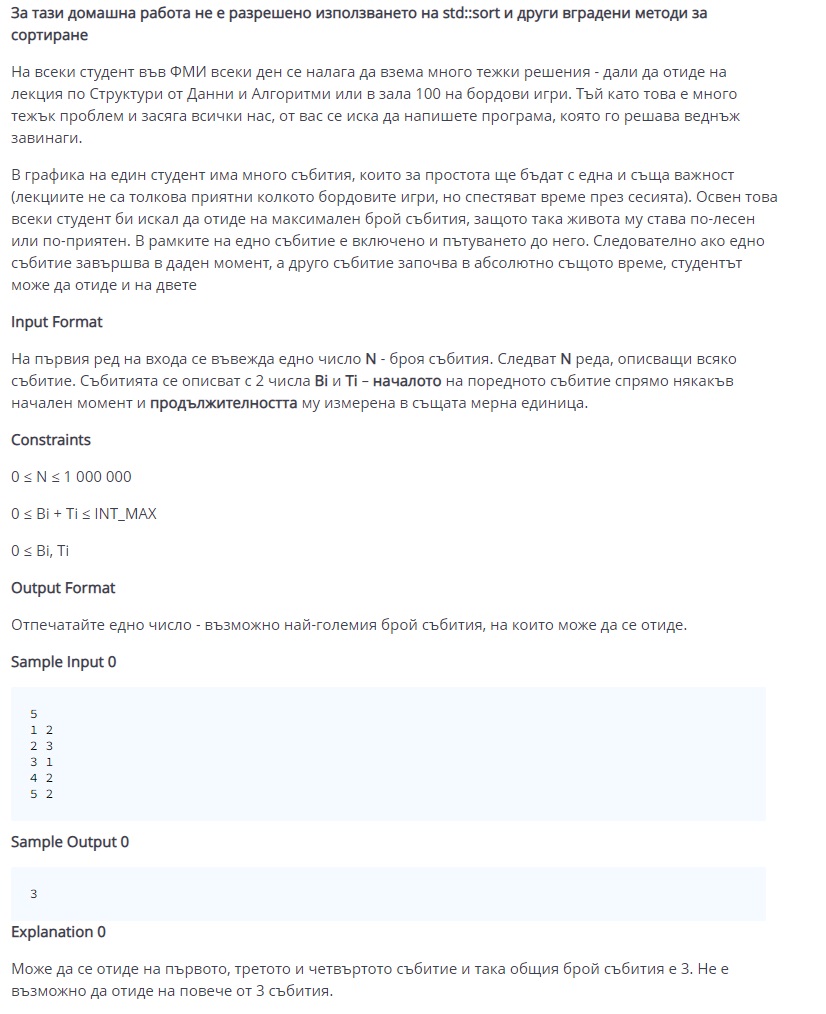 За тази домашна работа не е разрешено използването на std::sort и други вградени методи за
сортиране
На всеки студент във ФМИ всеки ден се налага да взема много тежки решения - дали да отиде на
лекция по Структури от Данни и Алгоритми или в зала 100 на бордови игри. Тъй като това е много
тежък проблем и засяга всички нас, от вас се иска да напишете програма, която го решава веднъж
завинаги.
В графика на един студент има много събития, които за простота ще бъдат с една и съща важност
(лекциите не са толкова приятни колкото бордовите игри, но спестяват време през сесията). Освен това
всеки студент би искал да отиде на максимален брой събития, защото така живота му става по-лесен
или по-приятен. В рамките на едно събитие е включено и пътуването до него. Следователно ако едно
събитие завършва в даден момент, а друго събитие започва в абсолютно същото време, студентът
може да отиде и на двете
Input Format
На първия ред на входа се въвежда едно число N - броя събития. Следват N реда, описващи всяко
събитие. Събитията се описват с 2 числа Bi и Ti – началото на поредното събитие спрямо някакъв
начален момент и продължителността му измерена в същата мерна единица.
Constraints
0 ≤ N ≤ 1 000 000
0 ≤ Bi + Ti ≤ INT_MAX
0 ≤ Bi, Ti
Output Format
Отпечатайте едно число - възможно най-големия брой събития, на които може да се отиде.
Sample Input 0
5
1 2
2 3
3 1
4 2
5 2
Sample Output 0
3
Explanation 0
Може да се отиде на първото, третото и четвъртото събитие и така общия брой събития е 3. Не е
възможно да отиде на повече от 3 събития.